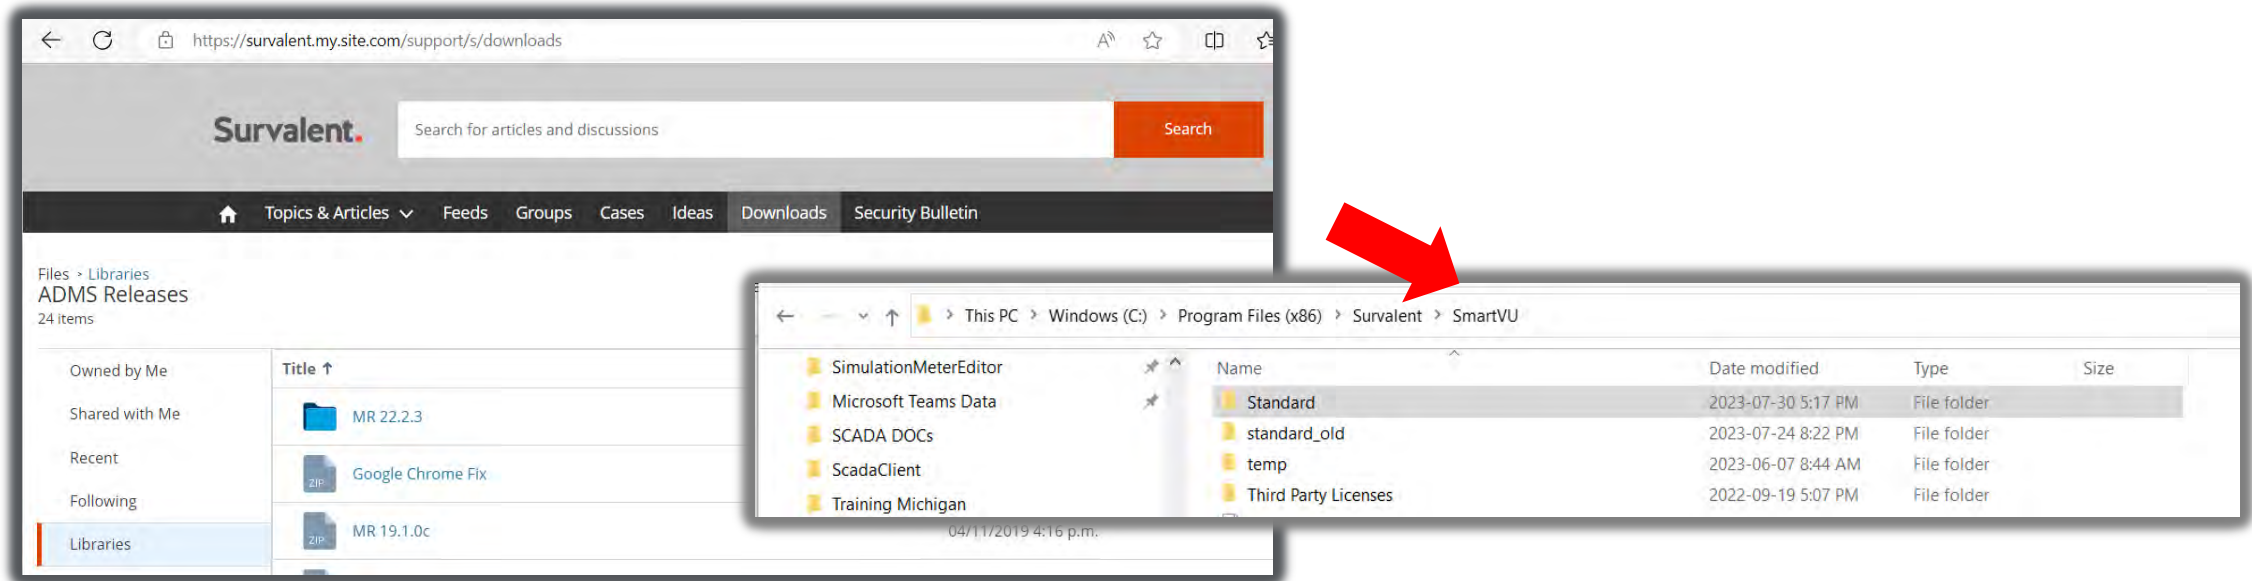 https://survalent.my.site.com/support/s/downloads
Survalent.
Search for articles and discussions
Search
Topics & Articles
Feeds
Groups
Cases
Ideas
Downloads
Security Bulletin
Files > Libraries
ADMS Releases
24 items
Owned by Me
Shared with Me
Recent
Following
Libraries
Title ↑
MR 22.2.3
ZIP
Google Chrome Fix
ZIP
MR 19.1.0c
04/11/2019 4:16 p.m.
This PC > Windows (C:) > Program Files (x86) > Survalent > SmartVU
SimulationMeterEditor
Microsoft Teams Data
SCADA DOCs
ScadaClient
Training Michigan
Name Date modified Type Size
Standard 2023-07-30 5:17 PM File folder
standard_old 2023-07-24 8:22 PM File folder
temp 2023-06-07 8:44 AM File folder
Third Party Licenses 2022-09-19 5:07 PM File folder